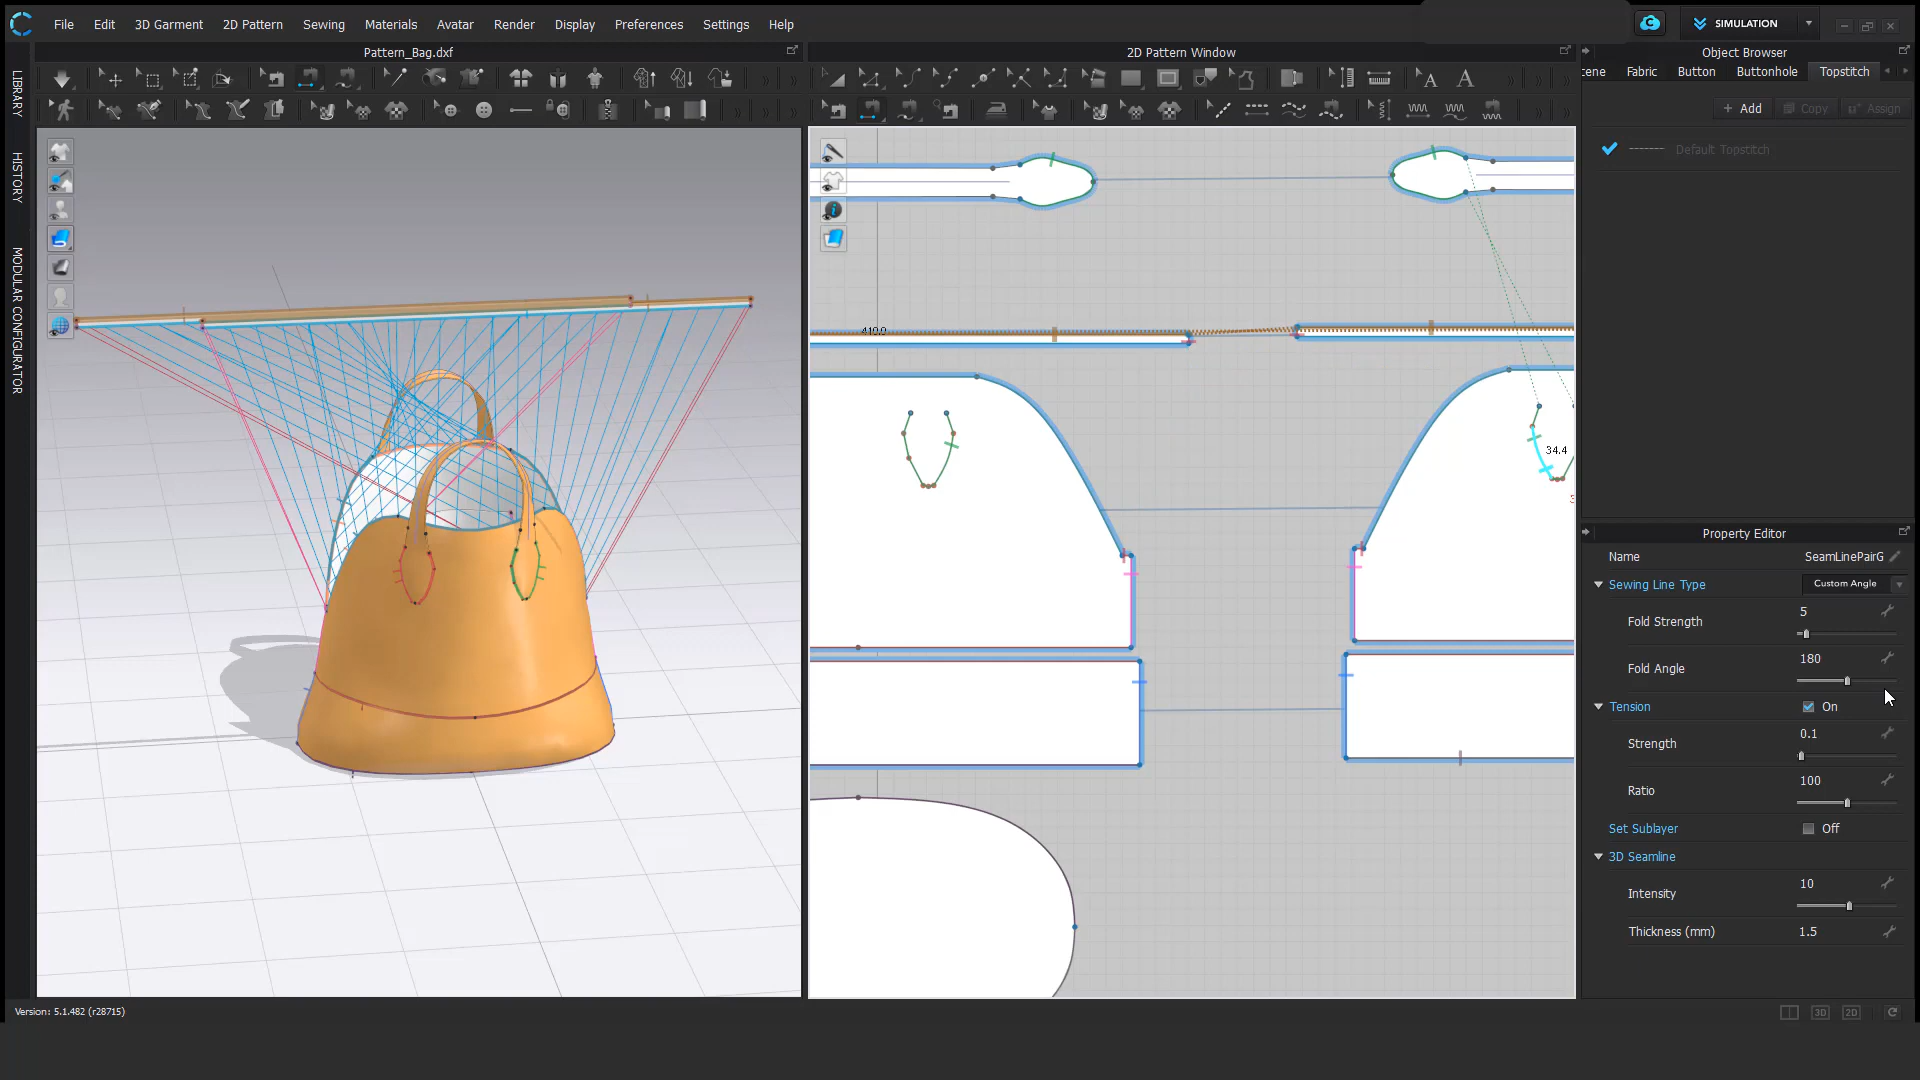 File Edit 3D Garment 2D Pattern Sewing Materials Avatar Render Display Preferences Settings Help
SIMULATION
Pattern_Bag.dxf
2D Pattern Window
Object Browser
cene Fabric Button Buttonhole Topstitch
+ Add Copy Assign
Default Topstitch
LIBRARY
HISTORY
MODULAR CONFIGURATOR
410.0
34.4
Property Editor
Name SeamLinePairG
Sewing Line Type Custom Angle
Fold Strength 5
Fold Angle 180
Tension On
Strength 0.1
Ratio 100
Set Sublayer Off
3D Seamline
Intensity 10
Thickness (mm) 1.5
Version: 5.1.482 (r28715)
3D 2D